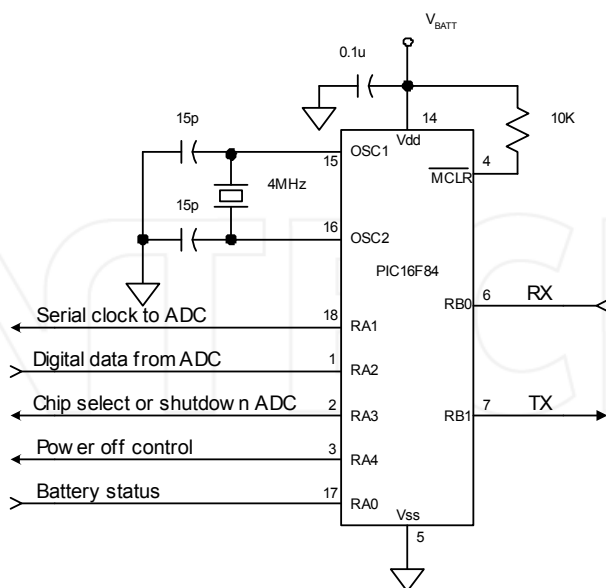 V_BATT
0.1u
14
Vdd
10K
15p
15
OSC1
4
MCLR
4MHz
15p
16
OSC2
PIC16F84
6
RX
RB0
Serial clock to ADC
18
RA1
Digital data from ADC
1
RA2
Chip select or shutdown ADC
2
RA3
7
TX
RB1
Power off control
3
RA4
Battery status
17
RA0
Vss
5